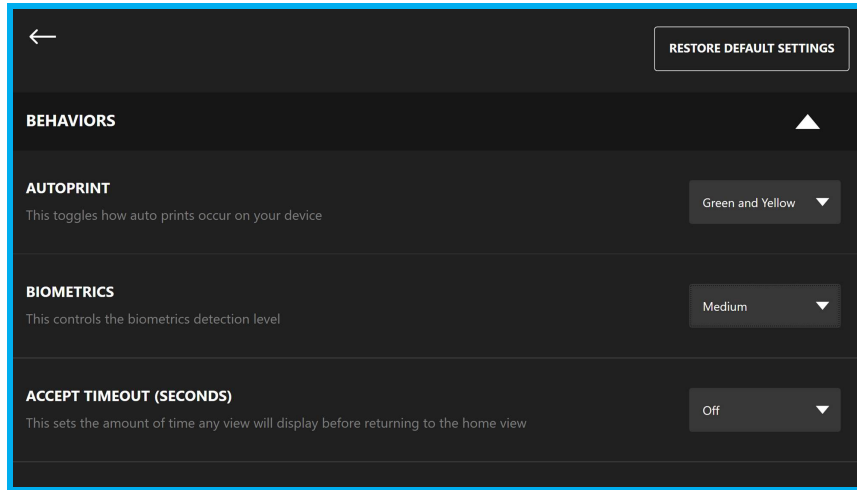 RESTORE DEFAULT SETTINGS
BEHAVIORS
AUTOPRINT
This toggles how auto prints occur on your device
Green and Yellow
BIOMETRICS
This controls the biometrics detection level
Medium
ACCEPT TIMEOUT (SECONDS)
This sets the amount of time any view will display before returning to the home view
Off